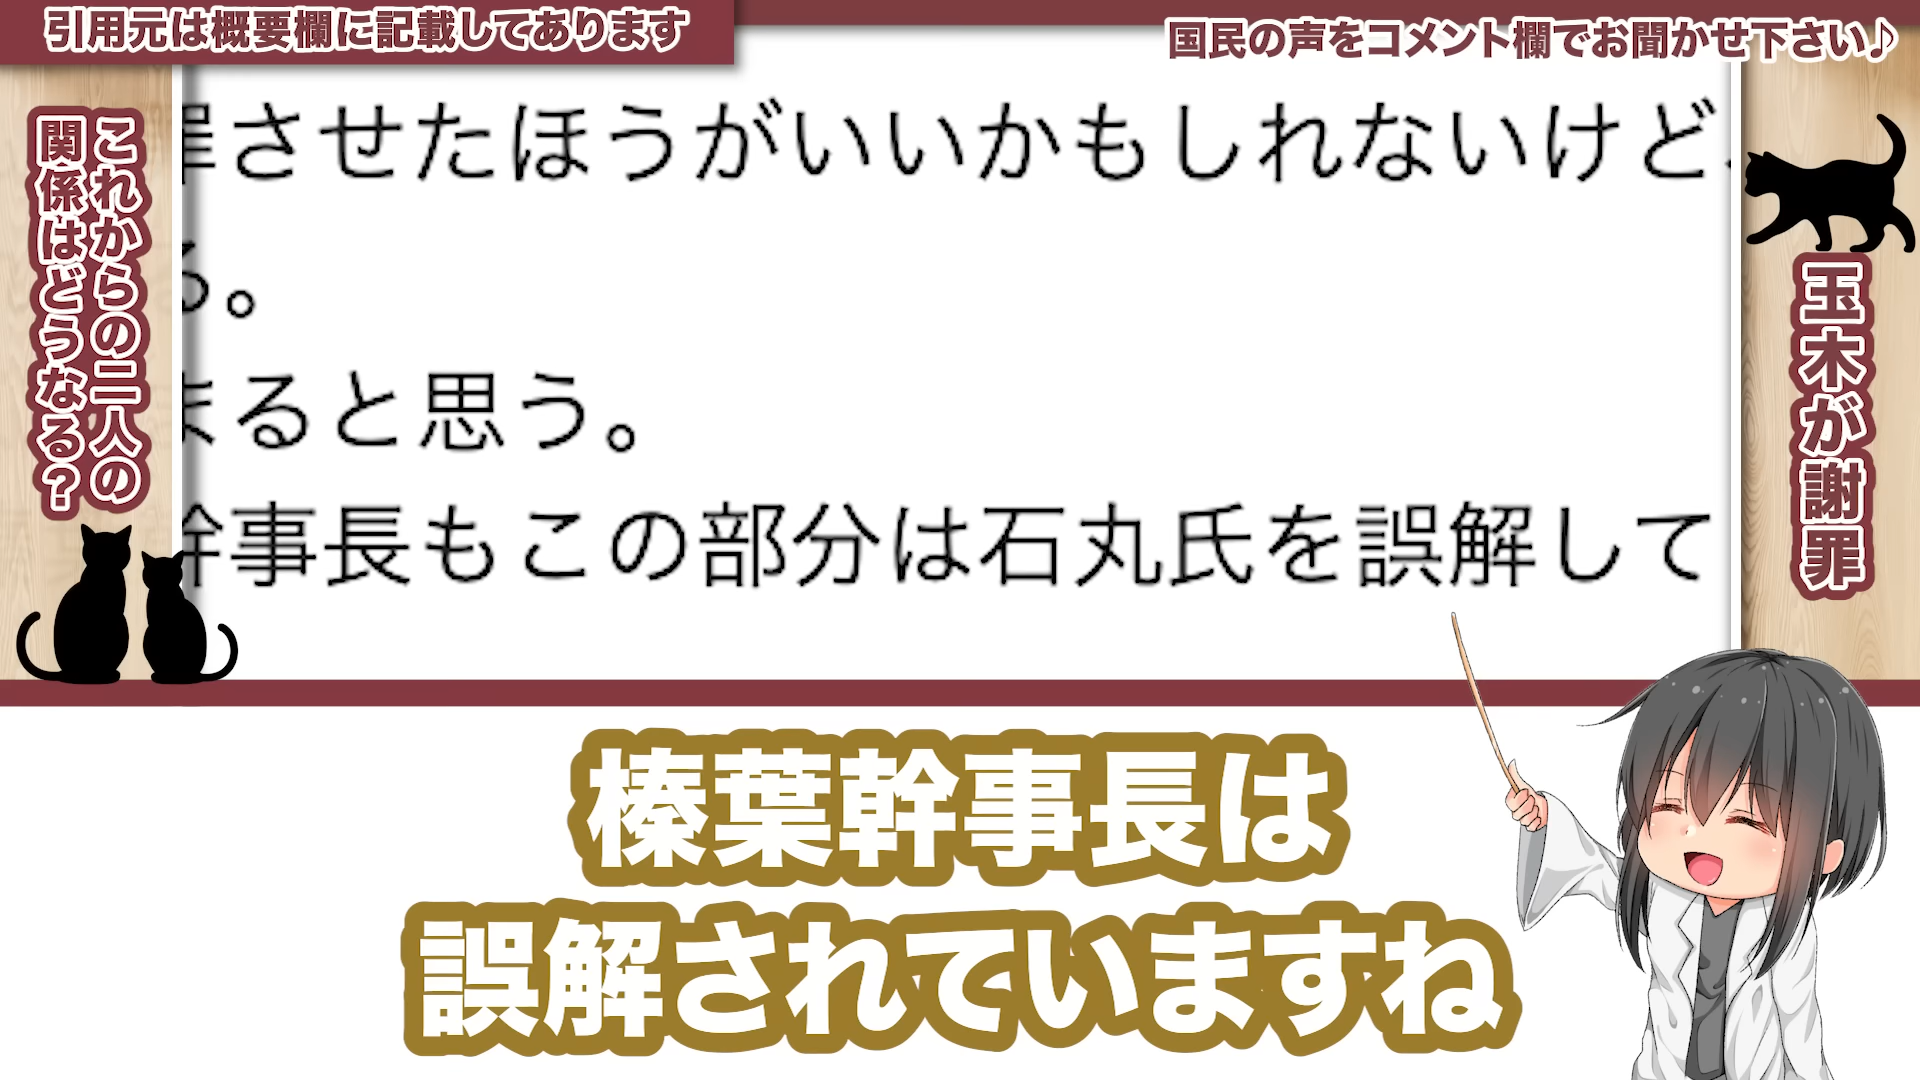 引用元は概要欄に記載してあります
国民の声をコメント欄でお聞かせ下さい♪
これからの二人の
関係はどうなる？
玉木が謝罪
罪させたほうがいいかもしれないけど、
る。
まると思う。
幹事長もこの部分は石丸氏を誤解して
榛葉幹事長は
誤解されていますね